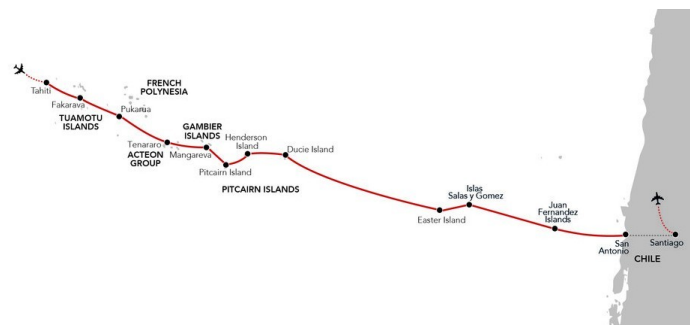 Tahiti
Fakarava
TUAMOTU
ISLANDS
Pukarua
FRENCH
POLYNESIA
Tenararo
ACTEON
GROUP
GAMBIER
ISLANDS
Mangareva
Pitcairn Island
Henderson
Island
Ducie Island
PITCAIRN ISLANDS
Easter Island
Islas
Salas y Gomez
Juan
Fernandez
Islands
San
Antonio
Santiago
CHILE